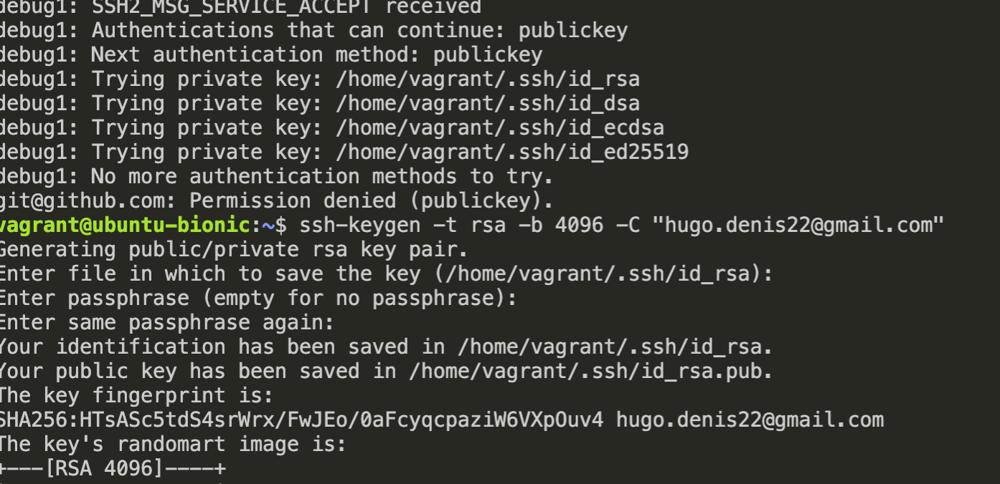 debug1: SSH2_MSG_SERVICE_ACCEPT received
debug1: Authentications that can continue: publickey
debug1: Next authentication method: publickey
debug1: Trying private key: /home/vagrant/.ssh/id_rsa
debug1: Trying private key: /home/vagrant/.ssh/id_dsa
debug1: Trying private key: /home/vagrant/.ssh/id_ecdsa
debug1: Trying private key: /home/vagrant/.ssh/id_ed25519
debug1: No more authentication methods to try.
git@github.com: Permission denied (publickey).
vagrant@ubuntu-bionic:~$ ssh-keygen -t rsa -b 4096 -C "hugo.denis22@gmail.com"
Generating public/private rsa key pair.
Enter file in which to save the key (/home/vagrant/.ssh/id_rsa):
Enter passphrase (empty for no passphrase):
Enter same passphrase again:
Your identification has been saved in /home/vagrant/.ssh/id_rsa.
Your public key has been saved in /home/vagrant/.ssh/id_rsa.pub.
The key fingerprint is:
SHA256:HTsASc5tdS4srWrx/FwJEo/0aFcyqcpaziW6VXpOuv4 hugo.denis22@gmail.com
The key's randomart image is:
+---[RSA 4096]----+